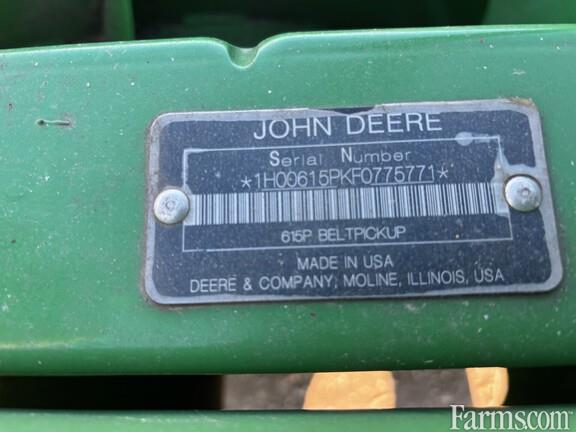 JOHN DEERE
Serial Number
*1H00615PKF0775771*
615P BELTPICKUP
MADE IN USA
DEERE & COMPANY, MOLINE, ILLINOIS, USA
Farms.com